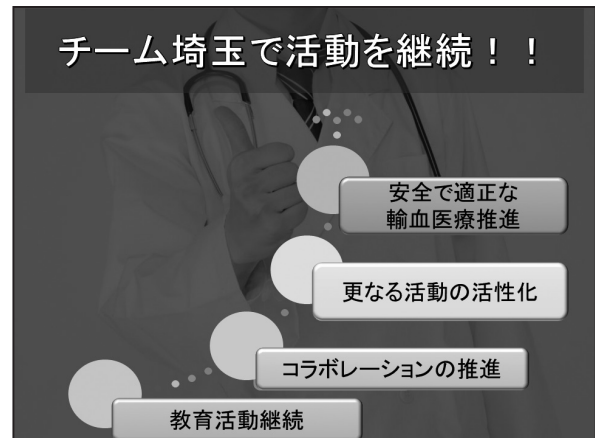 チーム埼玉で活動を継続！！
安全で適正な
輸血医療推進
更なる活動の活性化
コラボレーションの推進
教育活動継続